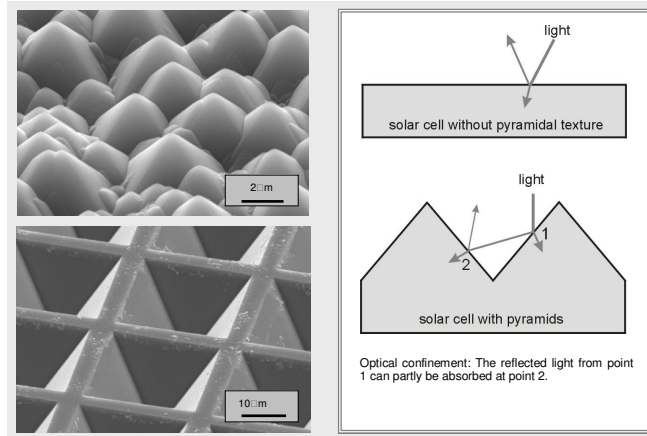 2□m
10□m
light
solar cell without pyramidal texture
light
1
2
solar cell with pyramids
Optical confinement: The reflected light from point
1 can partly be absorbed at point 2.